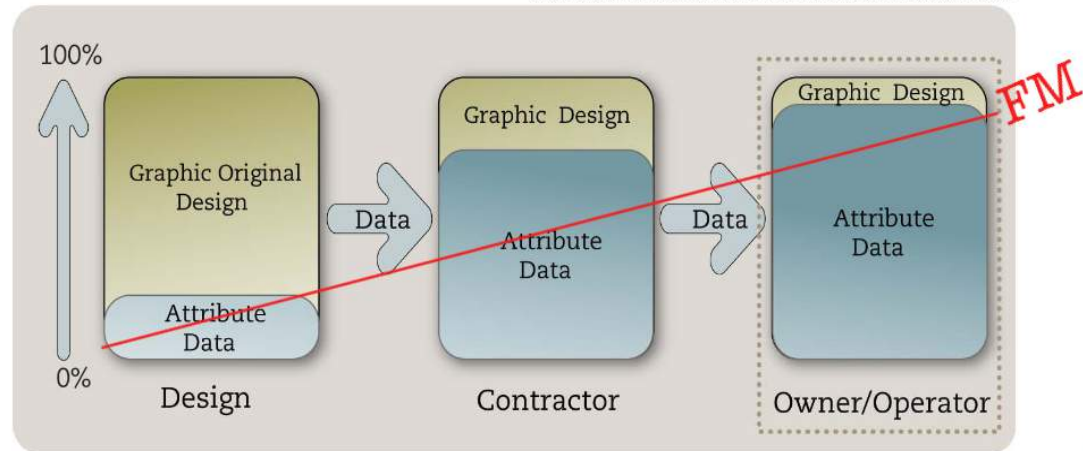 100%
0%
Graphic Original
Design
Attribute
Data
Design
Data
Graphic Design
Attribute
Data
Contractor
Data
Graphic Design
Attribute
Data
Owner/Operator
FM